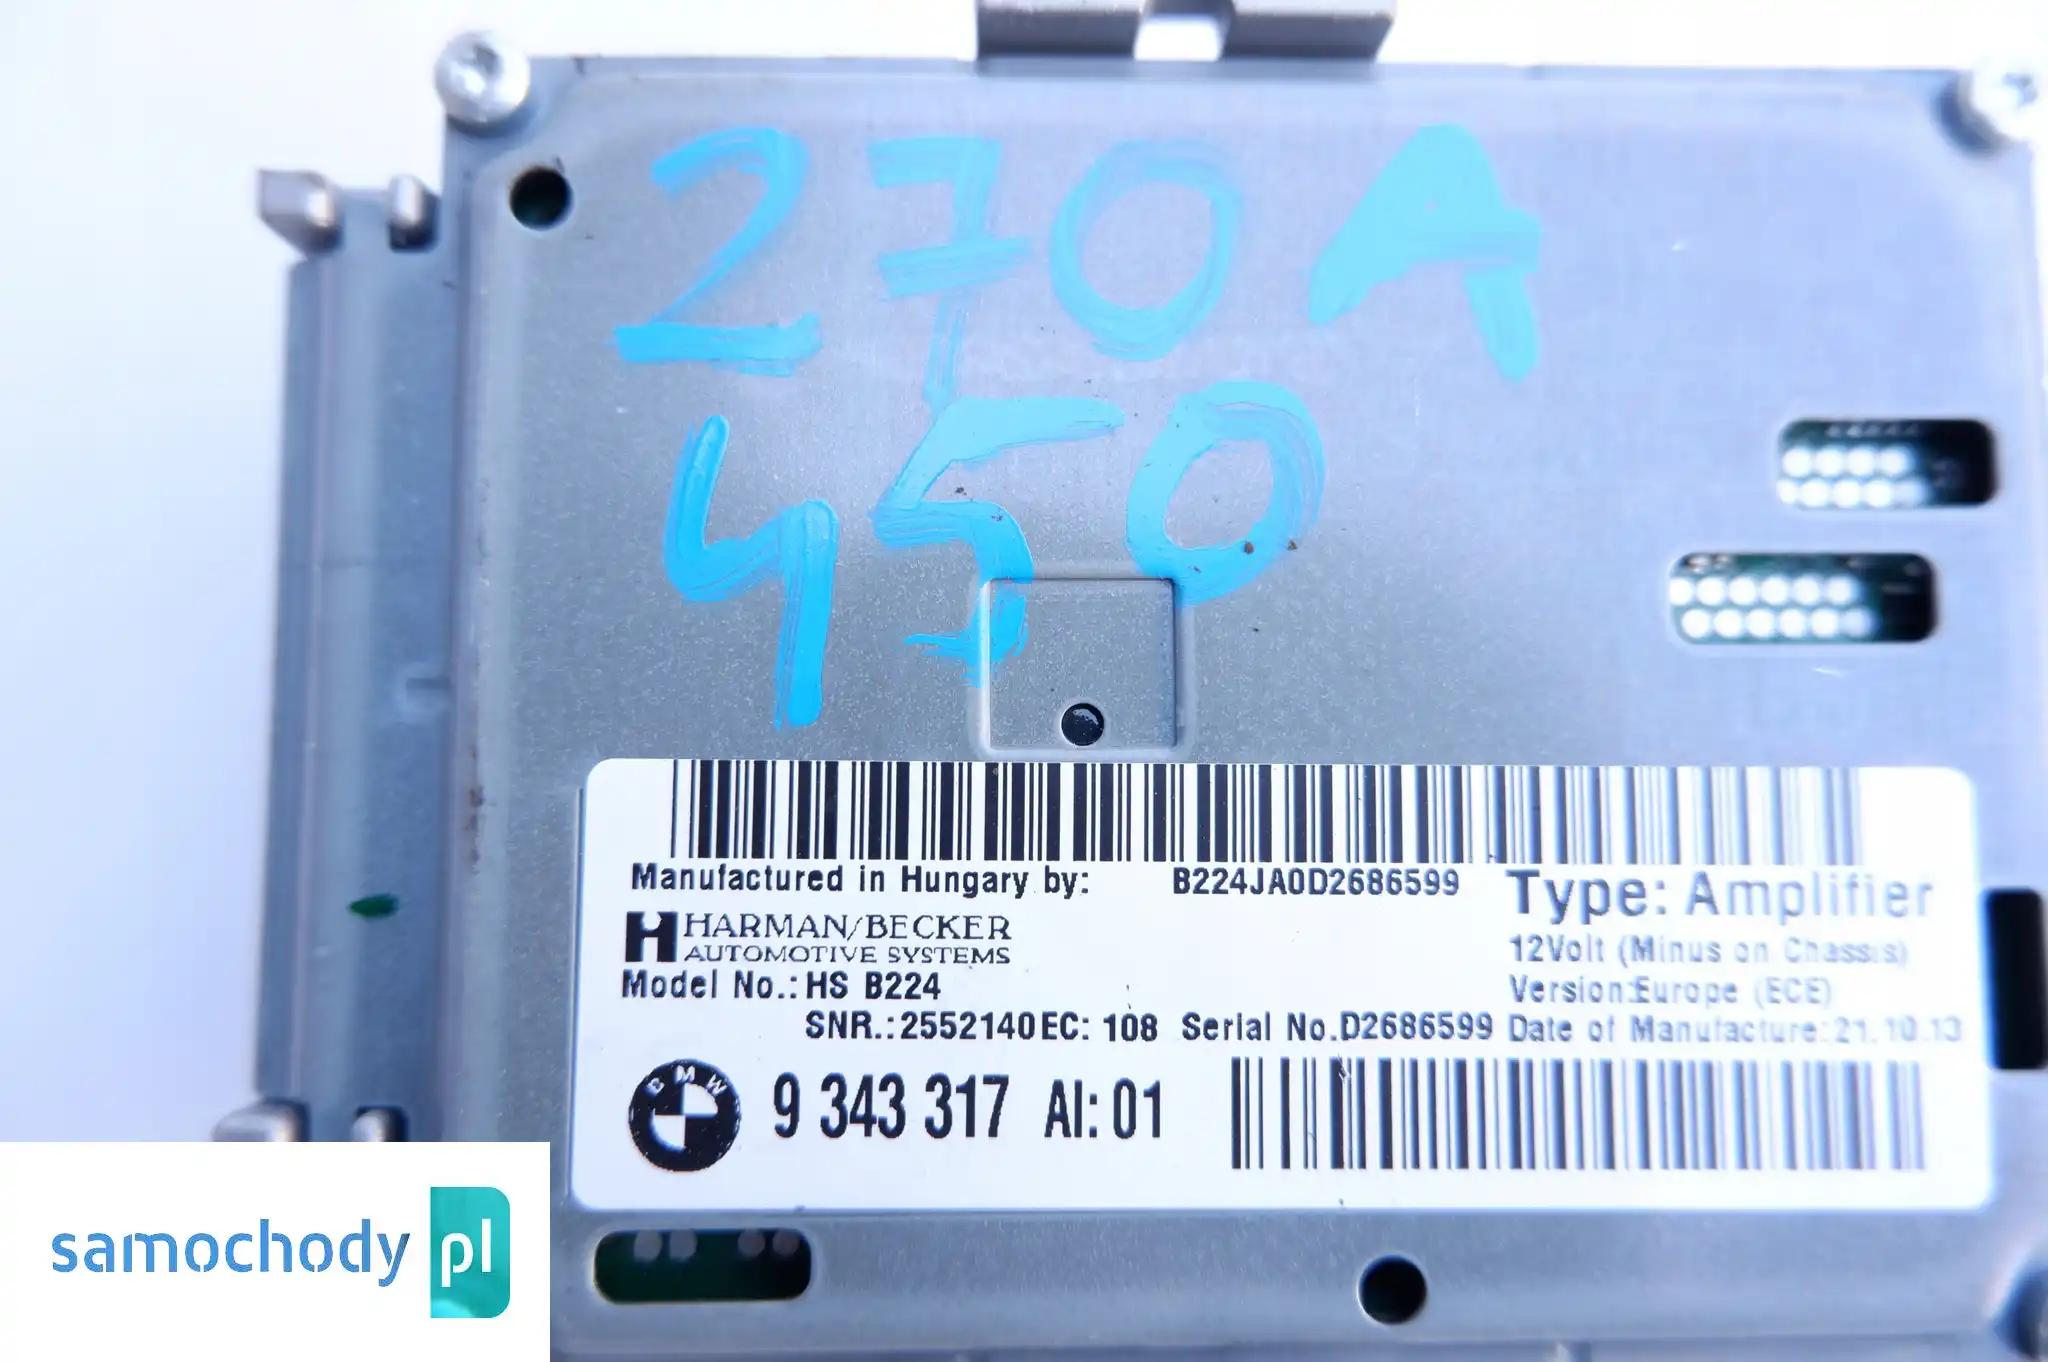 270A
450
Manufactured in Hungary by:
B224JA0D2686599
Type: Amplifier
HARMAN/BECKER
AUTOMOTIVE SYSTEMS
12Volt (Minus on Chassis)
Model No.: HS B224
Version:Europe (ECE)
SNR.:2552140EC: 108 Serial No.D2686599 Date of Manufacture:21.10.13
BMW
9 343 317 AI: 01
samochody pl